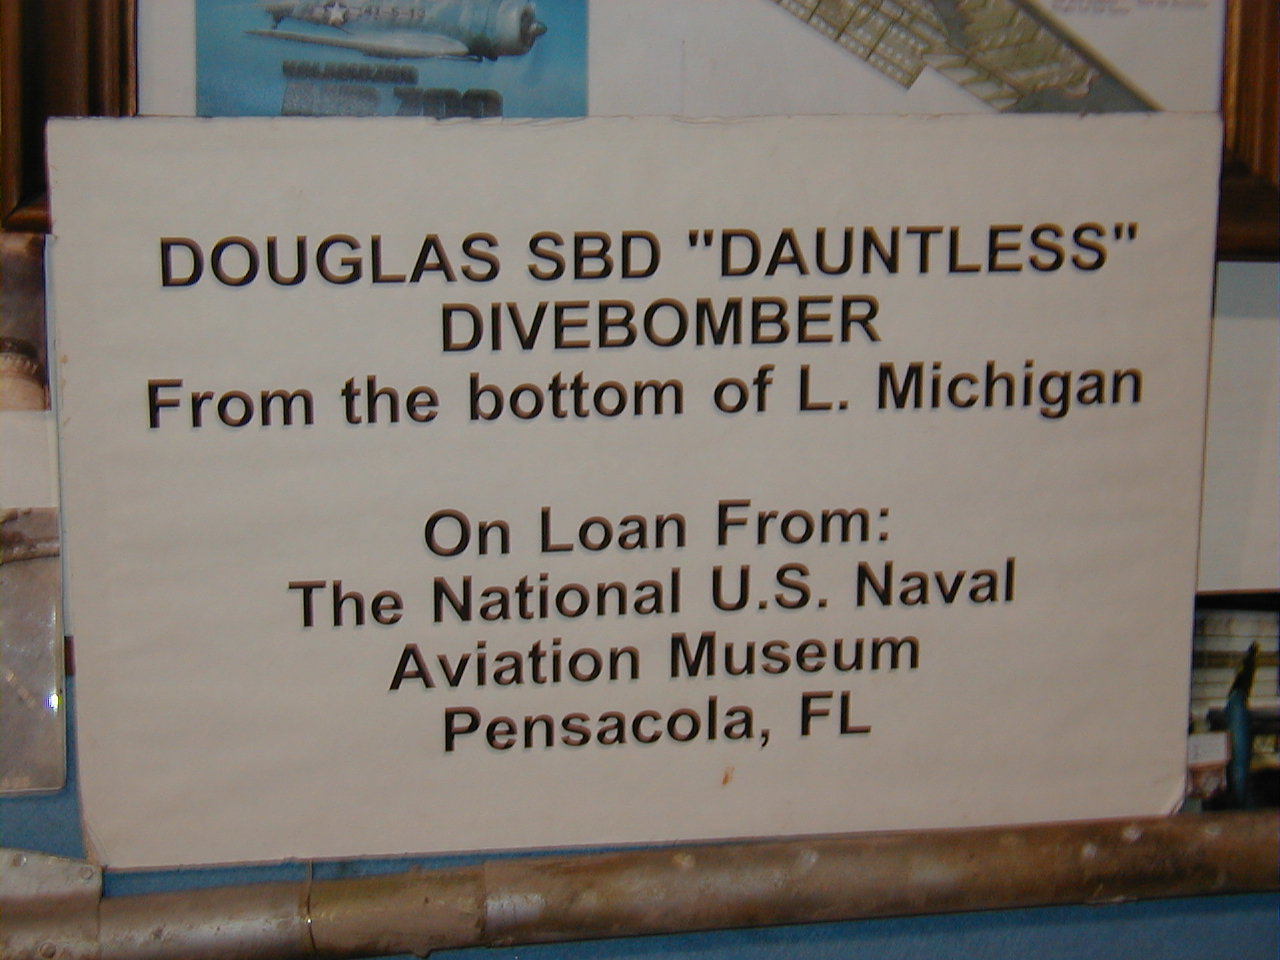 DOUGLAS SBD "DAUNTLESS"
DIVEBOMBER
From the bottom of L. Michigan
On Loan From:
The National U.S. Naval
Aviation Museum
Pensacola, FL